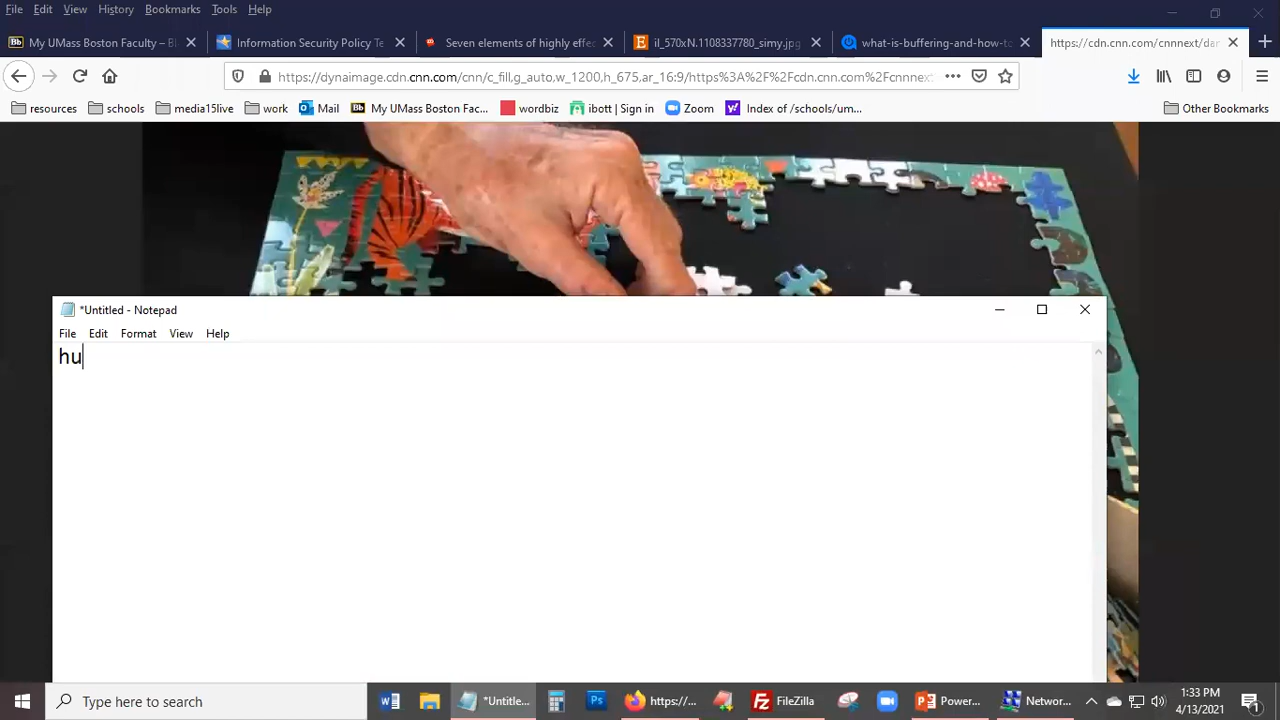 File Edit View History Bookmarks Tools Help
My UMass Boston Faculty – Bl Information Security Policy Te Seven elements of highly effec il_570xN.1108337780_simy.jpg what-is-buffering-and-how-to https://cdn.cnn.com/cnnnext/dar
https://dynaimage.cdn.cnn.com/cnn/c_fill,g_auto,w_1200,h_675,ar_16:9/https%3A%2F%2Fcdn.cnn.com%2Fcnnnext
resources schools media15live work Mail My UMass Boston Fac... wordbiz ibott | Sign in Zoom Index of /schools/um... Other Bookmarks
*Untitled - Notepad
File Edit Format View Help
hu
Type here to search *Untitle... https://... FileZilla Power... Networ... 1:33 PM
4/13/2021 1